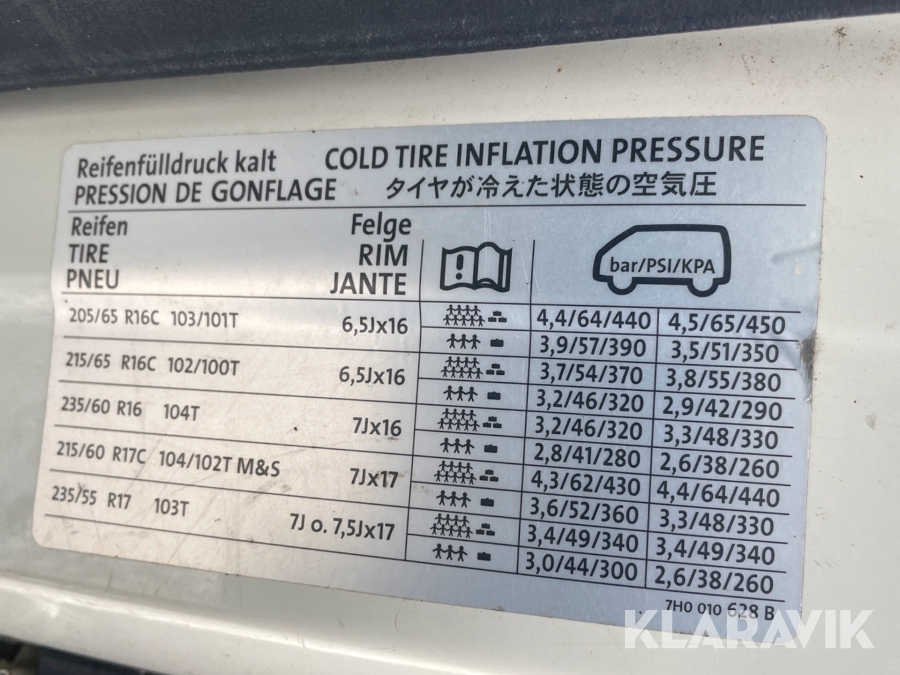 Reifenfülldruck kalt COLD TIRE INFLATION PRESSURE
PRESSION DE GONFLAGE タイヤが冷えた状態の空気圧
Reifen Felge
TIRE RIM
PNEU JANTE
bar/PSI/KPA
205/65 R16C 103/101T 6,5Jx16 4,4/64/440 4,5/65/450
3,9/57/390 3,5/51/350
215/65 R16C 102/100T 6,5Jx16 3,7/54/370 3,8/55/380
3,2/46/320 2,9/42/290
235/60 R16 104T 7Jx16 3,2/46/320 3,3/48/330
2,8/41/280 2,6/38/260
215/60 R17C 104/102T M&S 7Jx17 4,3/62/430 4,4/64/440
3,6/52/360 3,3/48/330
235/55 R17 103T 7J o. 7,5Jx17 3,4/49/340 3,4/49/340
3,0/44/300 2,6/38/260
7H0 010 628 B
KLARAVIK